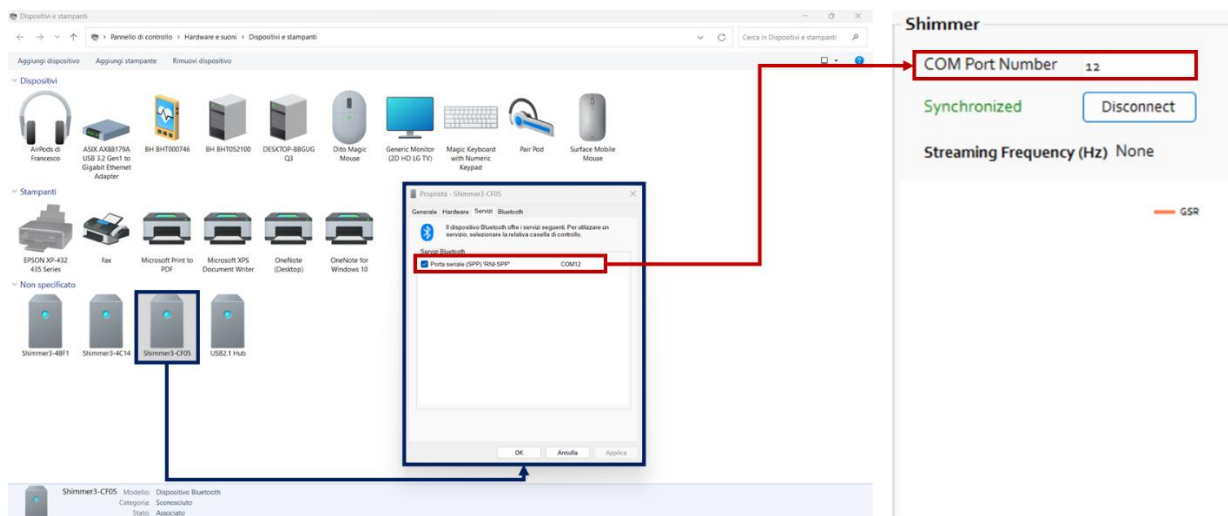 Dispositivi e stampanti
Pannello di controllo › Hardware e suoni › Dispositivi e stampanti
Cerca in Dispositivi e stampanti
Aggiungi dispositivo Aggiungi stampante Rimuovi dispositivo
Dispositivi
AirPods di
Francesco
ASIX AX88179A
USB 3.2 Gen1 to
Gigabit Ethernet
Adapter
BH BHT000746
BH BHT052100
DESKTOP-8BGUG
Q3
Dito Magic
Mouse
Generic Monitor
(2D HD LG TV)
Magic Keyboard
with Numeric
Keypad
Pair Pod
Surface Mobile
Mouse
Stampanti
EPSON XP-432
435 Series
Fax
Microsoft Print to
PDF
Microsoft XPS
Document Writer
OneNote
(Desktop)
OneNote for
Windows 10
Non specificato
Shimmer3-4BF1
Shimmer3-4C14
Shimmer3-CF05
USB2.1 Hub
Proprietà - Shimmer3-CF05
Generale Hardware Servizi Bluetooth
Il dispositivo Bluetooth offre i servizi seguenti. Per utilizzare un
servizio, selezionare la relativa casella di controllo.
Servizi Bluetooth
Porta seriale (SPP) 'RNI-SPP' COM12
OK Annulla Applica
Shimmer3-CF05 Modello: Dispositivo Bluetooth
Categoria: Sconosciuto
Stato: Associato
Shimmer
COM Port Number 12
Synchronized Disconnect
Streaming Frequency (Hz) None
GSR